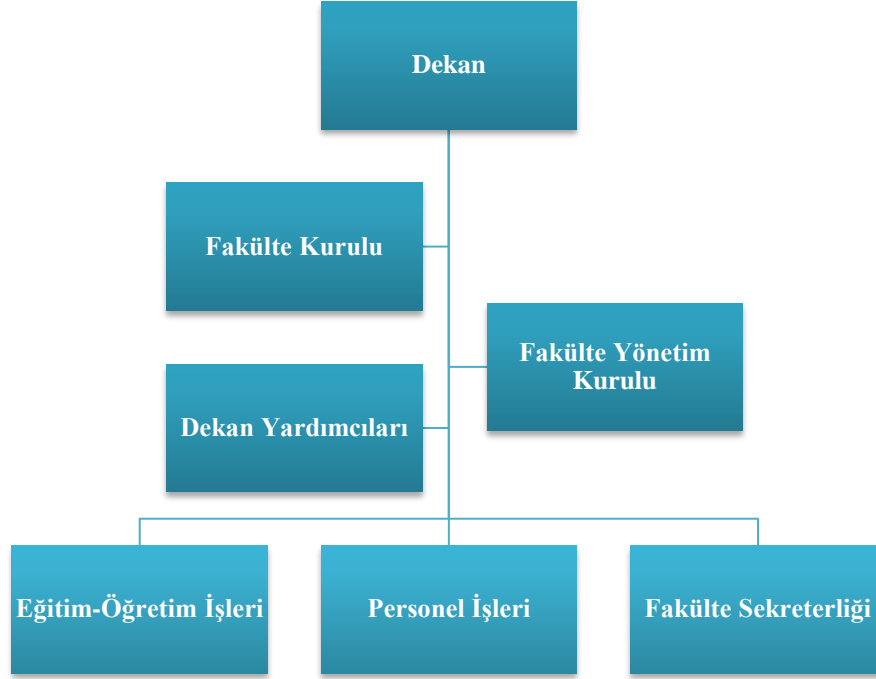 Dekan
Fakülte Kurulu
Fakülte Yönetim
Kurulu
Dekan Yardımcıları
Eğitim-Öğretim İşleri
Personel İşleri
Fakülte Sekreterliği